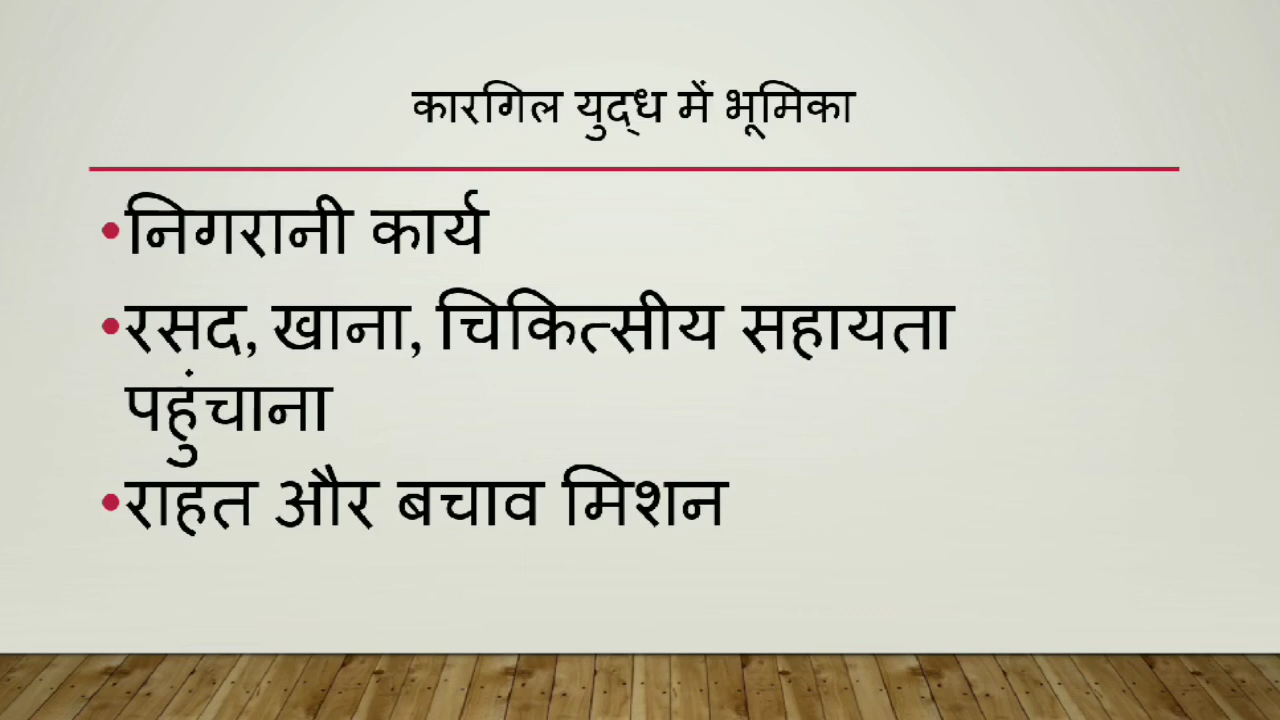 कारगिल युद्ध में भूमिका
•निगरानी कार्य
•रसद, खाना, चिकित्सीय सहायता
पहुंचाना
•राहत और बचाव मिशन